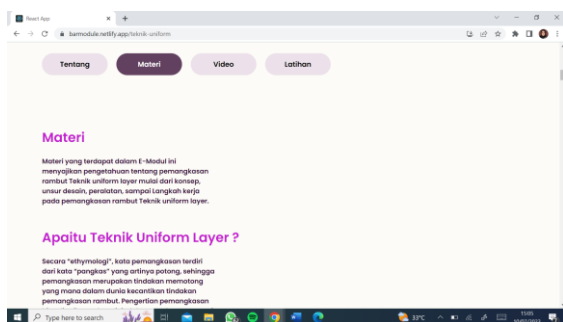 React App
barmodule.netlify.app/teknik-uniform
Tentang
Materi
Video
Latihan
Materi
Materi yang terdapat dalam E-Modul ini
menyajikan pengetahuan tentang pemangkasan
rambut Teknik uniform layer mulai dari konsep,
unsur desain, peralatan, sampai Langkah kerja
pada pemangkasan rambut Teknik uniform layer.
Apaitu Teknik Uniform Layer ?
Secara "ethymologi", kata pemangkasan terdiri
dari kata "pangkas" yang artinya potong, sehingga
pemangkasan merupakan tindakan memotong
yang mana dalam dunia kecantikan tindakan
pemangkasan rambut. Pengertian pemangkasan
Type here to search
33°C